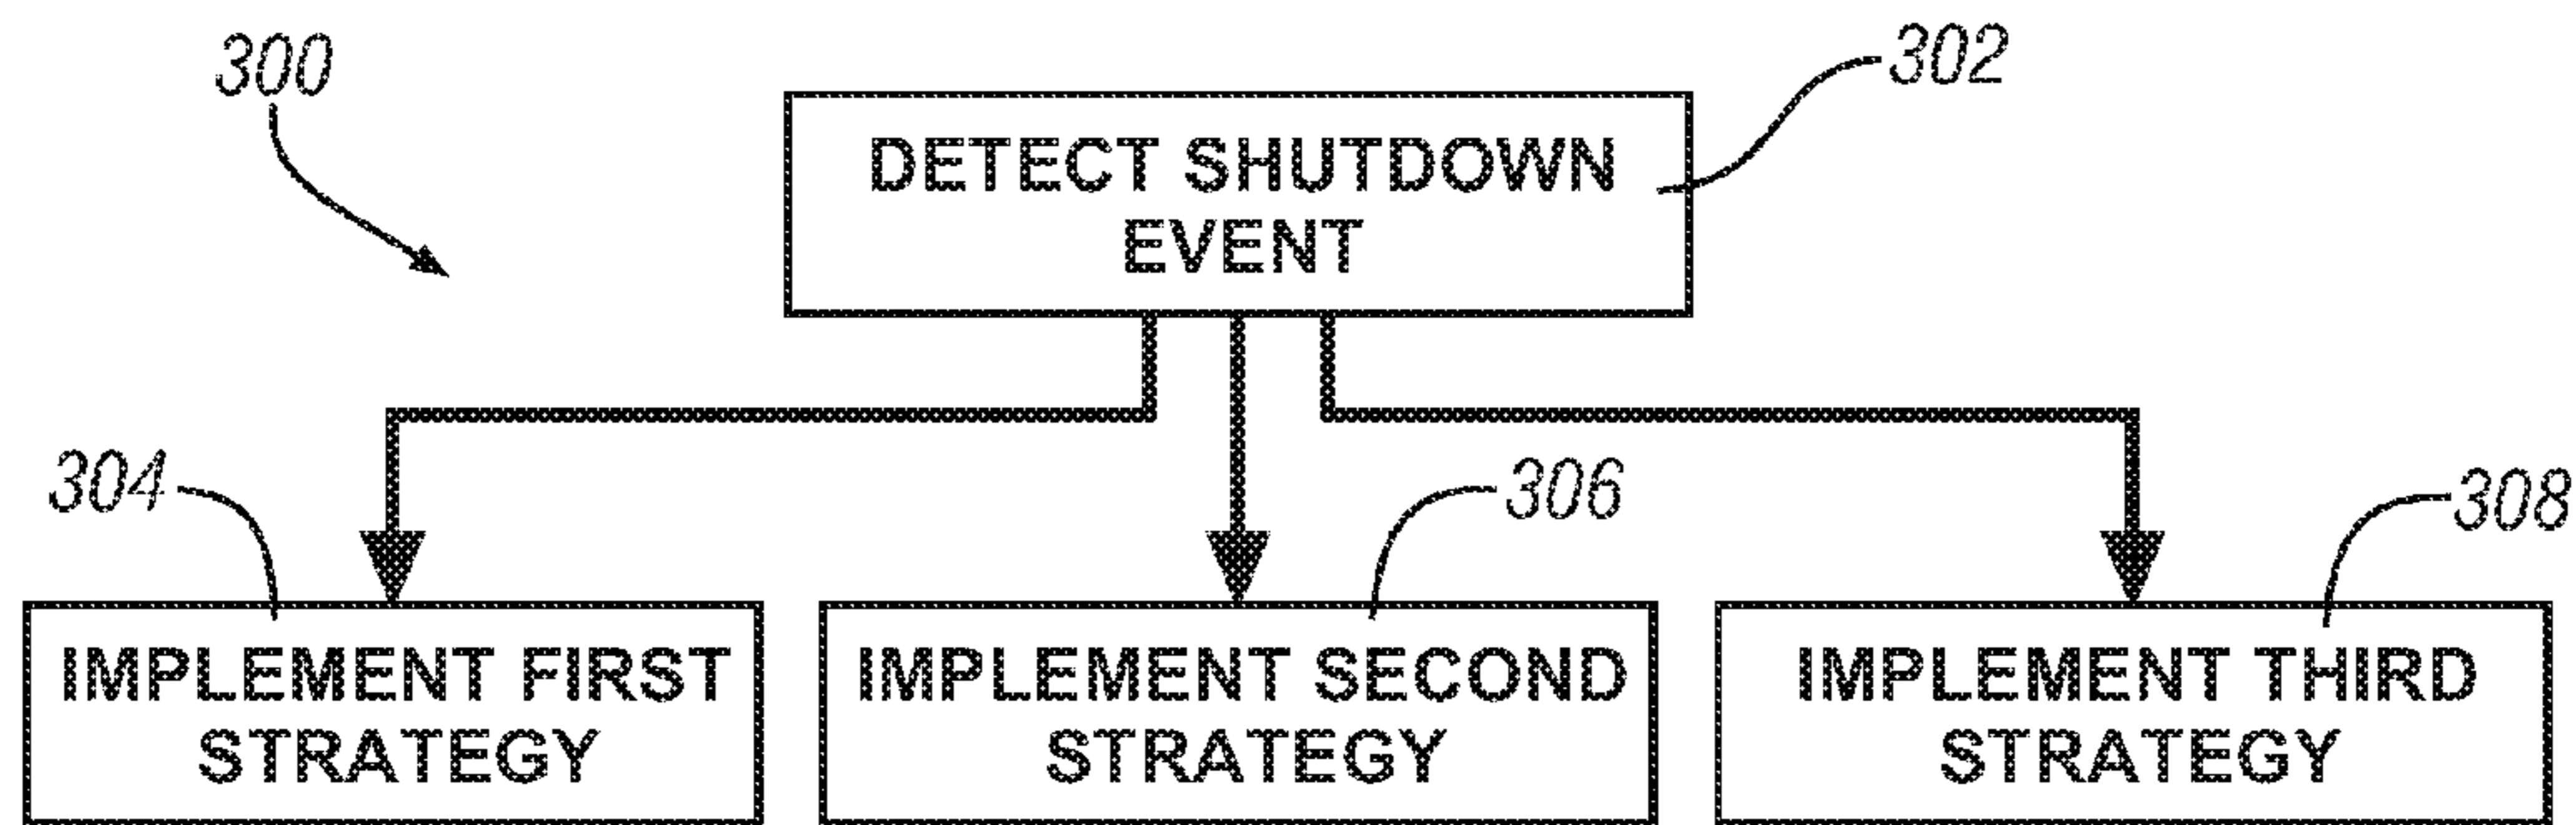 300
302
DETECT SHUTDOWN
EVENT
304
306
308
IMPLEMENT FIRST
STRATEGY
IMPLEMENT SECOND
STRATEGY
IMPLEMENT THIRD
STRATEGY